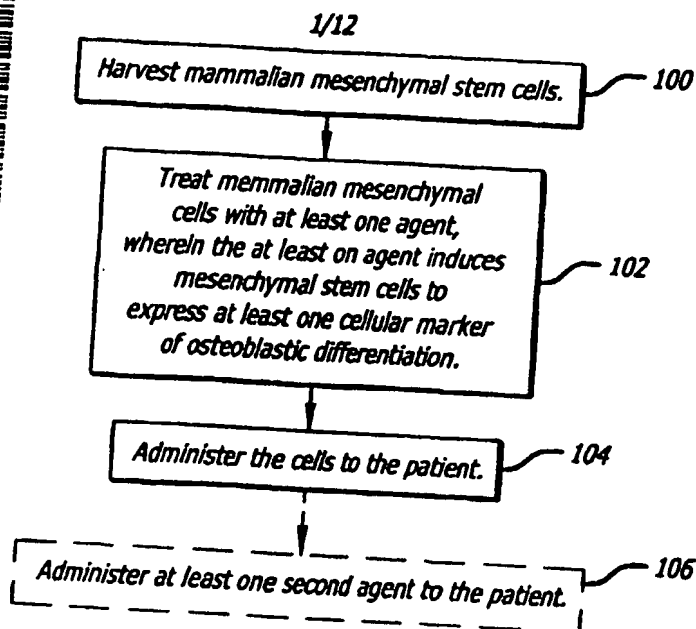 1/12
Harvest mammalian mesenchymal stem cells.
100
Treat memmalian mesenchymal
cells with at least one agent,
wherein the at least on agent induces
mesenchymal stem cells to
express at least one cellular marker
of osteoblastic differentiation.
102
Administer the cells to the patient.
104
Administer at least one second agent to the patient.
106